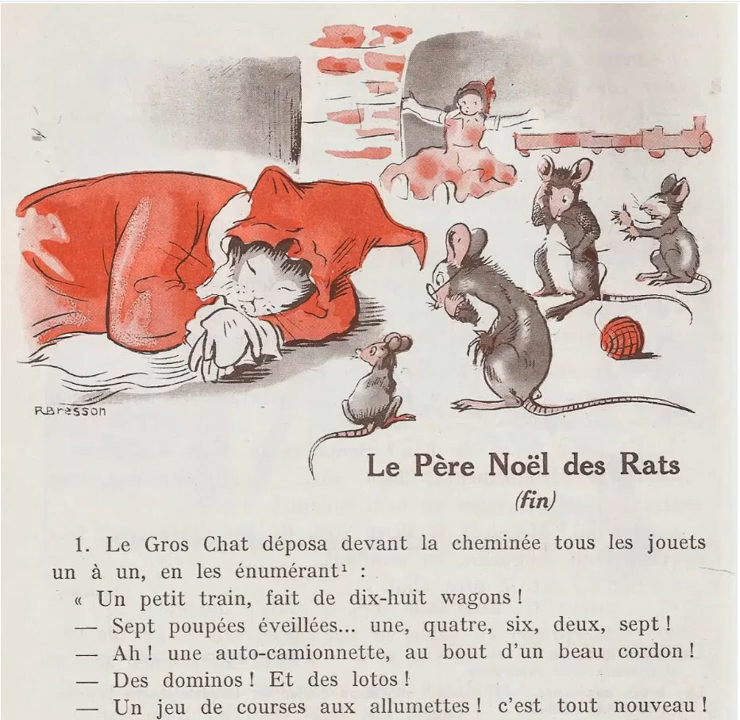 RBresson
Le Père Noël des Rats
(fin)
1. Le Gros Chat déposa devant la cheminée tous les jouets
un à un, en les énumérant¹ :
« Un petit train, fait de dix-huit wagons !
— Sept poupées éveillées... une, quatre, six, deux, sept !
— Ah ! une auto-camionnette, au bout d'un beau cordon !
— Des dominos ! Et des lotos !
— Un jeu de courses aux allumettes ! c'est tout nouveau !